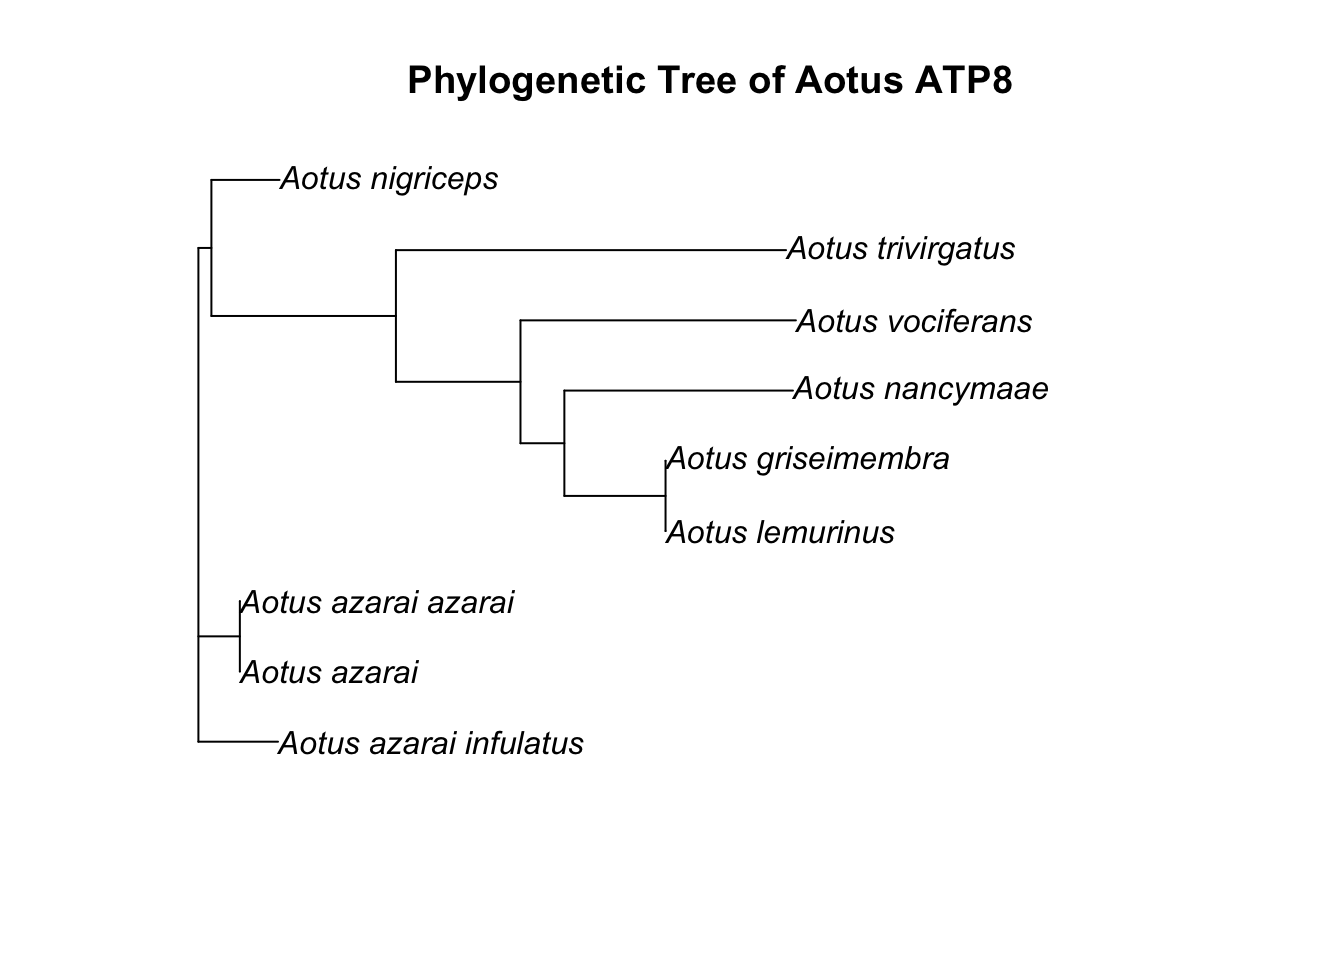 Phylogenetic Tree of Aotus ATP8
Aotus nigriceps
Aotus trivirgatus
Aotus vociferans
Aotus nancymaae
Aotus griseimembra
Aotus lemurinus
Aotus azarai azarai
Aotus azarai
Aotus azarai infulatus